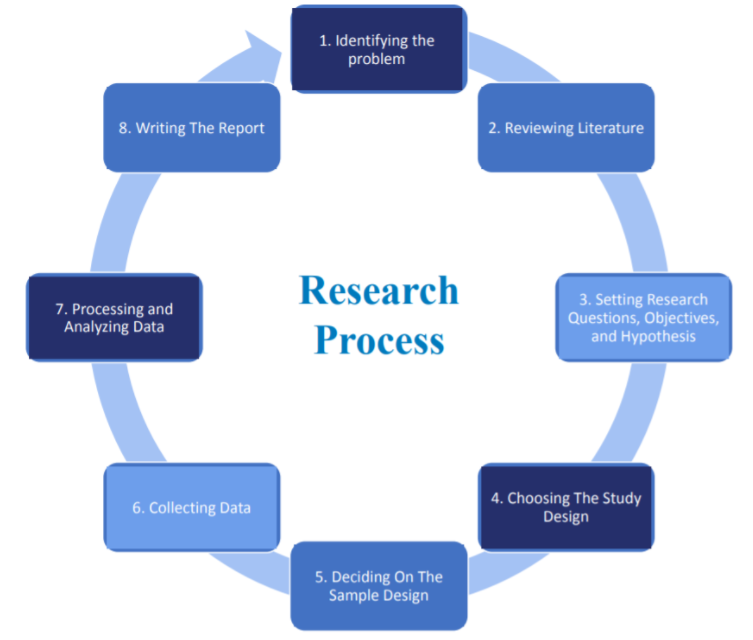 1. Identifying the
problem
2. Reviewing Literature
3. Setting Research
Questions, Objectives,
and Hypothesis
4. Choosing The Study
Design
5. Deciding On The
Sample Design
6. Collecting Data
7. Processing and
Analyzing Data
8. Writing The Report
Research
Process